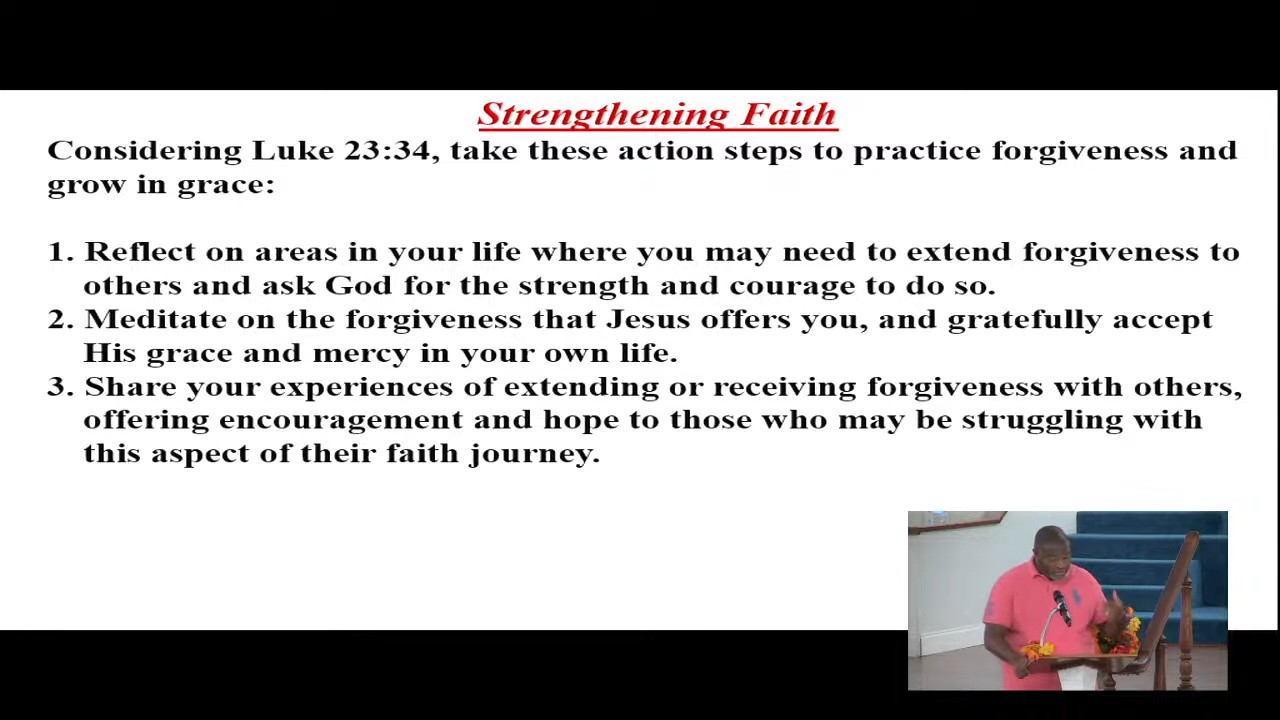 Strengthening Faith
Considering Luke 23:34, take these action steps to practice forgiveness and
grow in grace:
1. Reflect on areas in your life where you may need to extend forgiveness to
others and ask God for the strength and courage to do so.
2. Meditate on the forgiveness that Jesus offers you, and gratefully accept
His grace and mercy in your own life.
3. Share your experiences of extending or receiving forgiveness with others,
offering encouragement and hope to those who may be struggling with
this aspect of their faith journey.